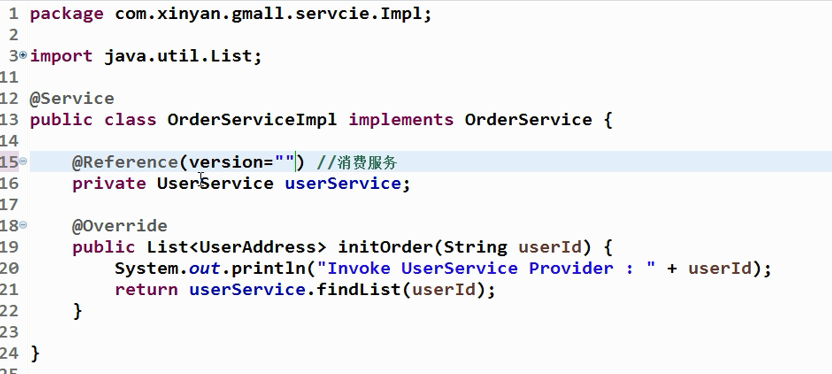 1 package com.xinyan.gmall.servcie.Impl;
2
3 import java.util.List;
11
12 @Service
13 public class OrderServiceImpl implements OrderService {
14
15 @Reference(version="") //消费服务
16 private UserService userService;
17
18 @Override
19 public List<UserAddress> initOrder(String userId) {
20 System.out.println("Invoke UserService Provider : " + userId);
21 return userService.findList(userId);
22 }
23
24 }
25